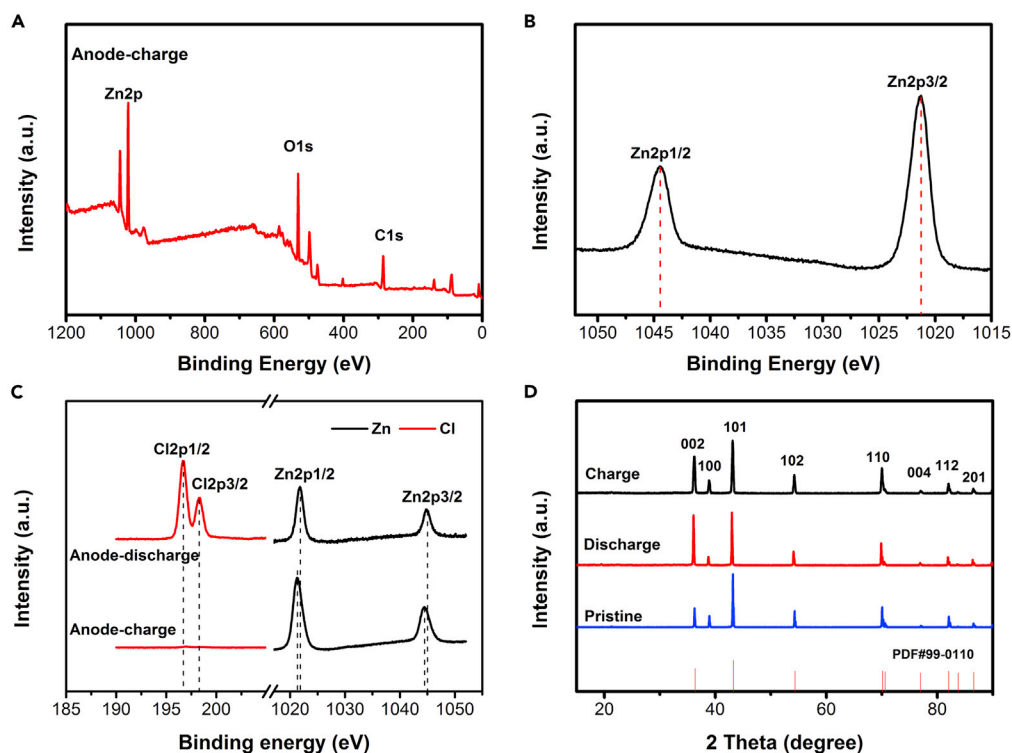 A
Anode-charge
Zn2p
O1s
C1s
Intensity (a.u.)
1200 1000 800 600 400 200 0
Binding Energy (eV)
B
Zn2p3/2
Zn2p1/2
Intensity (a.u.)
1050 1045 1040 1035 1030 1025 1020 1015
Binding Energy (eV)
C
Zn Cl
Cl2p1/2
Cl2p3/2
Zn2p1/2
Zn2p3/2
Anode-discharge
Anode-charge
Intensity (a.u.)
185 190 195 200 1020 1030 1040 1050
Binding energy (eV)
D
101
002
100
102
110
004
112
201
Charge
Discharge
Pristine
PDF#99-0110
Intensity (a.u.)
20 40 60 80
2 Theta (degree)